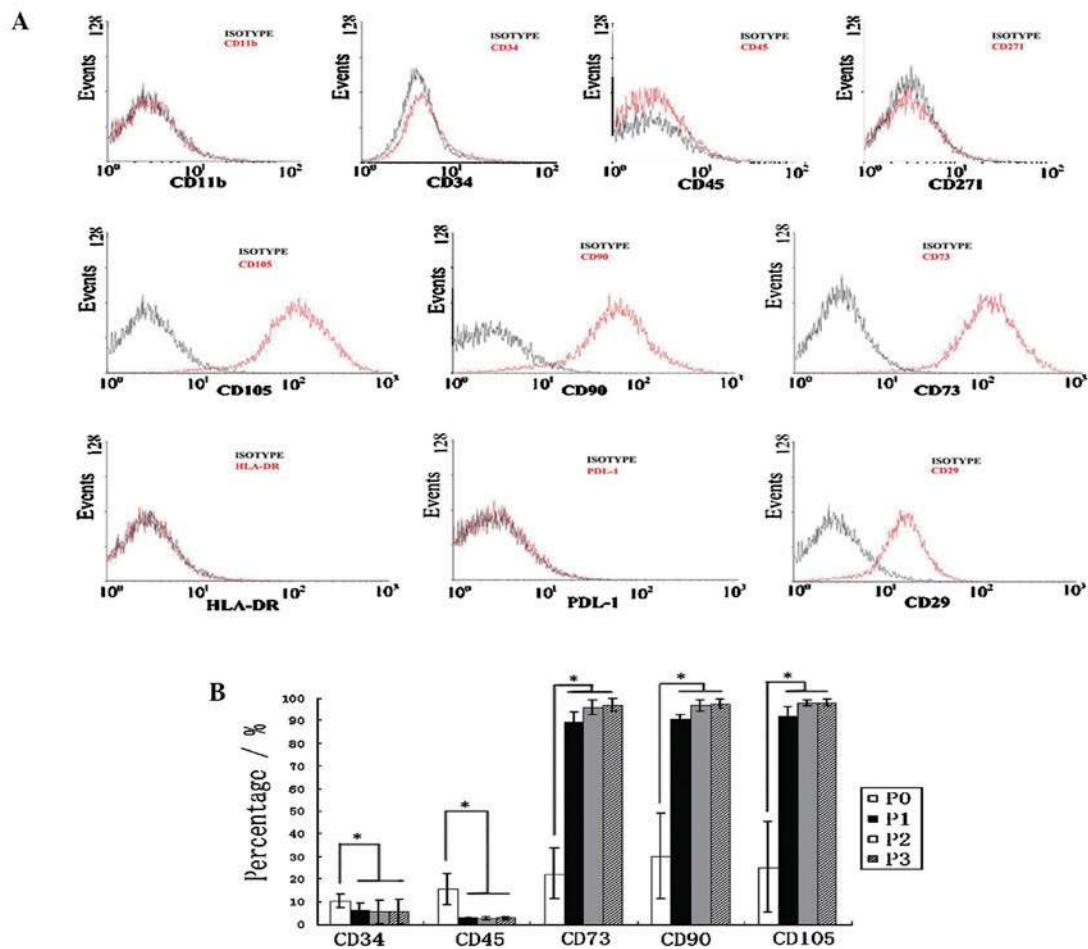 A
128
Events
ISOTYPE
CD11b
10⁰ 10¹ 10²
CD11b
128
Events
ISOTYPE
CD34
10⁰ 10¹ 10²
CD34
128
Events
ISOTYPE
CD45
10⁰ 10¹ 10²
CD45
128
Events
ISOTYPE
CD271
10⁰ 10¹ 10²
CD271
128
Events
ISOTYPE
CD105
10⁰ 10¹ 10² 10³
CD105
128
Events
ISOTYPE
CD90
10⁰ 10¹ 10² 10³
CD90
128
Events
ISOTYPE
CD73
10⁰ 10¹ 10² 10³
CD73
128
Events
ISOTYPE
HLA-DR
10⁰ 10¹ 10² 10³
HLA-DR
128
Events
ISOTYPE
PDL-1
10⁰ 10¹ 10² 10³
PDL-1
128
Events
ISOTYPE
CD29
10⁰ 10¹ 10² 10³
CD29
B
Percentage / %
100
90
80
70
60
50
40
30
20
10
0
* * * * *
CD34 CD45 CD73 CD90 CD105
P0
P1
P2
P3